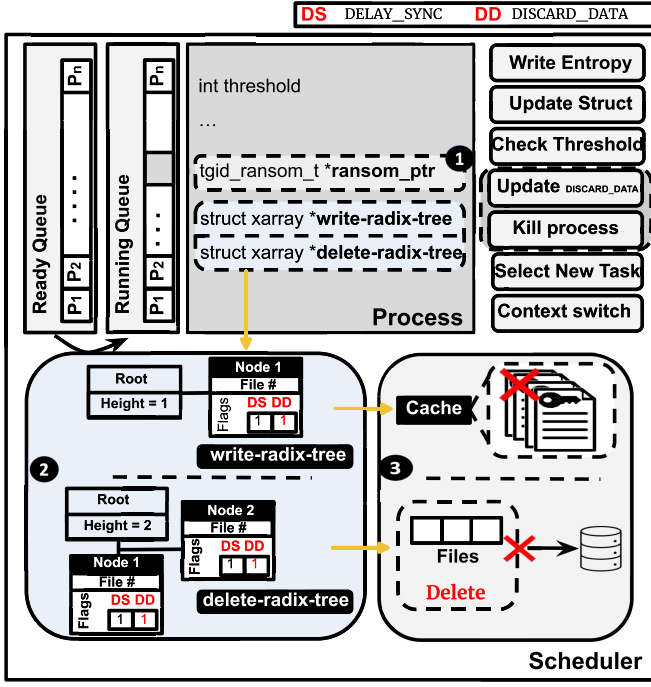 DS DELAY_SYNC DD DISCARD_DATA
Ready Queue
Pn
....
P2
P1
Running Queue
Pn
...
P2
P1
int threshold
...
1
tgid_ransom_t *ransom_ptr
struct xarray *write-radix-tree
struct xarray *delete-radix-tree
Process
Write Entropy
Update Struct
Check Threshold
Update DISCARD_DATA
Kill process
Select New Task
Context switch
2
Root
Height = 1
Node 1
File #
Flags
DS DD
1 1
write-radix-tree
Root
Height = 2
Node 2
File #
Flags
DS DD
1 1
Node 1
File #
Flags
DS DD
1 1
delete-radix-tree
3
Cache
Files
Delete
Scheduler